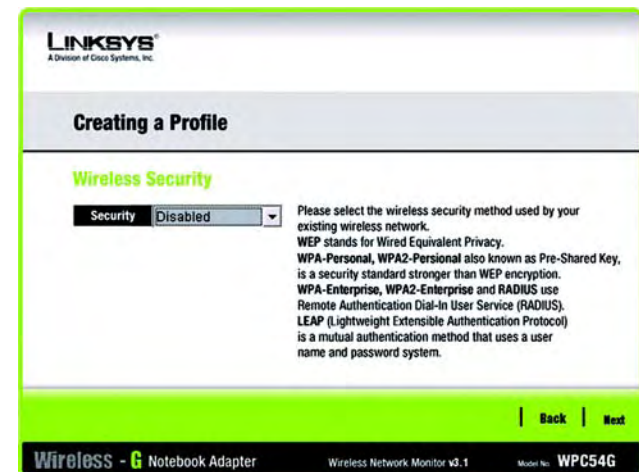 LINKSYS®
A Division of Cisco Systems, Inc.
Creating a Profile
Wireless Security
Security Disabled
Please select the wireless security method used by your
existing wireless network.
WEP stands for Wired Equivalent Privacy.
WPA-Personal, WPA2-Persional also known as Pre-Shared Key,
is a security standard stronger than WEP encryption.
WPA-Enterprise, WPA2-Enterprise and RADIUS use
Remote Authentication Dial-In User Service (RADIUS).
LEAP (Lightweight Extensible Authentication Protocol)
is a mutual authentication method that uses a user
name and password system.
Back Next
Wireless - G Notebook Adapter Wireless Network Monitor v3.1 Model No. WPC54G